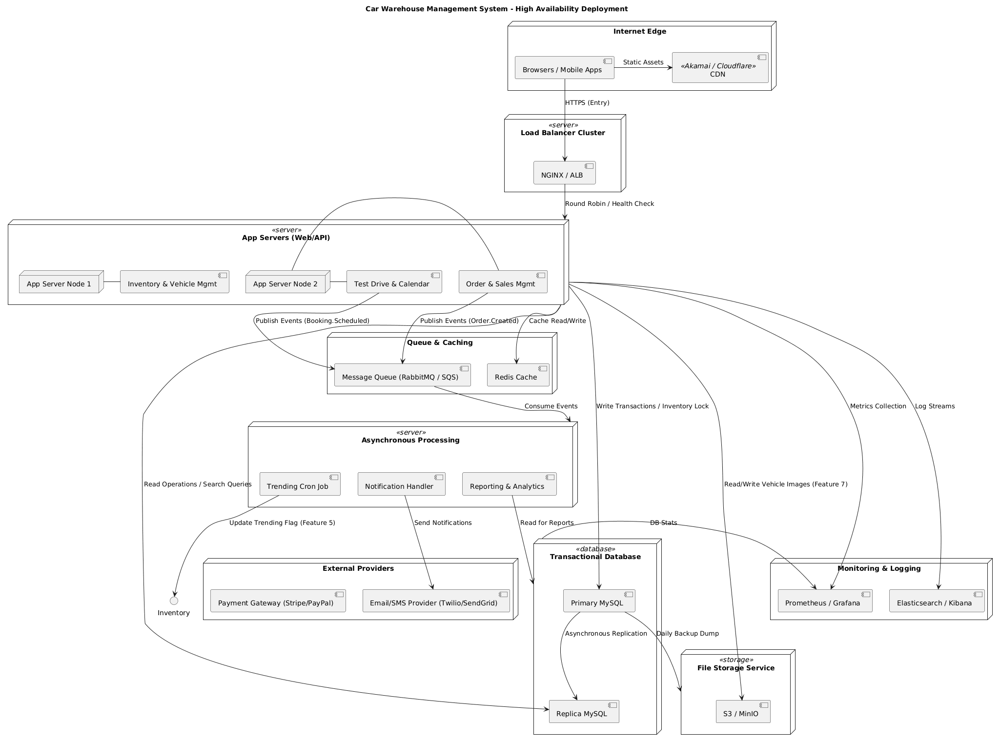 Car Warehouse Management System - High Availability Deployment
Internet Edge
Browsers / Mobile Apps
Static Assets
«Akamai / Cloudflare»
CDN
HTTPS (Entry)
«server»
Load Balancer Cluster
NGINX / ALB
Round Robin / Health Check
«server»
App Servers (Web/API)
App Server Node 1
Inventory & Vehicle Mgmt
App Server Node 2
Test Drive & Calendar
Order & Sales Mgmt
Publish Events (Booking.Scheduled)
Publish Events (Order.Created)
Cache Read/Write
Queue & Caching
Message Queue (RabbitMQ / SQS)
Redis Cache
Consume Events
Write Transactions / Inventory Lock
Metrics Collection
Log Streams
«server»
Asynchronous Processing
Trending Cron Job
Notification Handler
Reporting & Analytics
Read Operations / Search Queries
Read/Write Vehicle Images (Feature 7)
Update Trending Flag (Feature 5)
Send Notifications
Read for Reports
DB Stats
«database»
Transactional Database
External Providers
Monitoring & Logging
Payment Gateway (Stripe/PayPal)
Email/SMS Provider (Twilio/SendGrid)
Primary MySQL
Prometheus / Grafana
Elasticsearch / Kibana
Inventory
Asynchronous Replication
Daily Backup Dump
«storage»
File Storage Service
Replica MySQL
S3 / MinIO